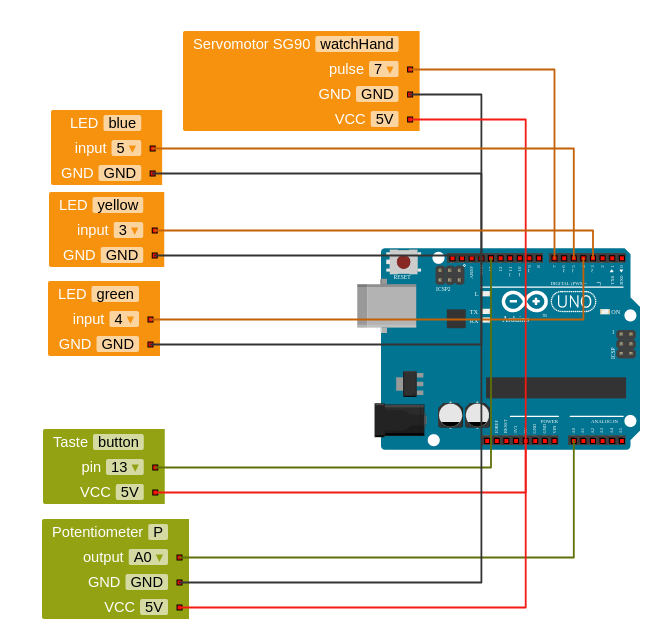 Servomotor SG90 watchHand
pulse 7
GND GND
VCC 5V
LED blue
input 5
GND GND
LED yellow
input 3
GND GND
LED green
input 4
GND GND
Taste button
pin 13
VCC 5V
Potentiometer P
output A0
GND GND
VCC 5V
RESET
ICSP2
AREF
L
TX
RX
UNO
Arduino
ON
1
ICSP
POWER
ANALOG IN